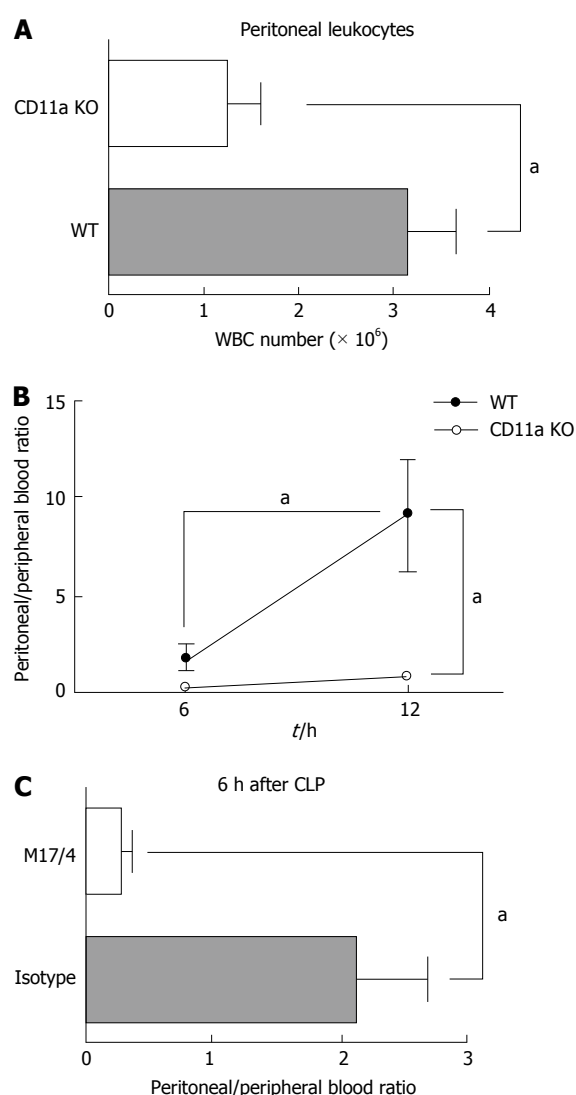 A
Peritoneal leukocytes
CD11a KO
a
WT
0 1 2 3 4
WBC number (× 10⁶)
B
WT
CD11a KO
15
10
5
0
Peritoneal/peripheral blood ratio
a
a
6 12
t/h
C
6 h after CLP
M17/4
a
Isotype
0 1 2 3
Peritoneal/peripheral blood ratio